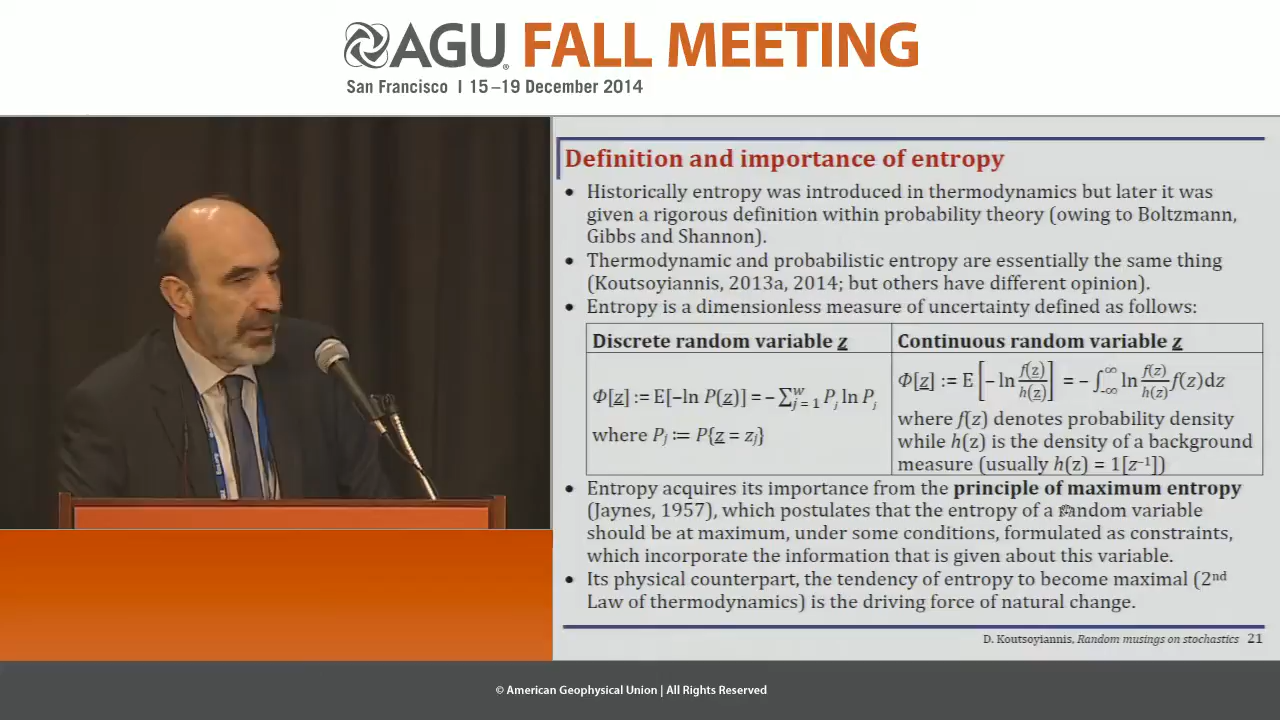 AGU FALL MEETING
San Francisco | 15–19 December 2014
Definition and importance of entropy
• Historically entropy was introduced in thermodynamics but later it was
given a rigorous definition within probability theory (owing to Boltzmann,
Gibbs and Shannon).
• Thermodynamic and probabilistic entropy are essentially the same thing
(Koutsoyiannis, 2013a, 2014; but others have different opinion).
• Entropy is a dimensionless measure of uncertainty defined as follows:
Discrete random variable z
Φ[z] := E[−ln P(z)] = −∑ʷⱼ₌₁ Pⱼ ln Pⱼ
where Pⱼ := P{z = zⱼ}
Continuous random variable z
Φ[z] := E[−ln f(z)/h(z)] = −∫_{-∞}^{∞} ln f(z)/h(z) f(z)dz
where f(z) denotes probability density
while h(z) is the density of a background
measure (usually h(z) = 1[z⁻¹])
• Entropy acquires its importance from the principle of maximum entropy
(Jaynes, 1957), which postulates that the entropy of a random variable
should be at maximum, under some conditions, formulated as constraints,
which incorporate the information that is given about this variable.
• Its physical counterpart, the tendency of entropy to become maximal (2nd
Law of thermodynamics) is the driving force of natural change.
D. Koutsoyiannis, Random musings on stochastics 21
© American Geophysical Union | All Rights Reserved